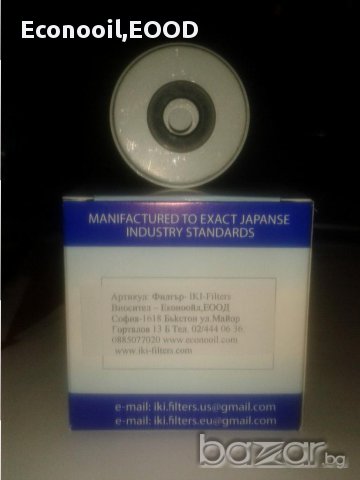 Econooil,EOOD
MANIFACTURED TO EXACT JAPANSE
INDUSTRY STANDARDS
Артикул: Филтър- IKI-Filters
Вносител – Еконоойл,ЕООД
София-1618.Бъкстон ул.Майор
Горталов 13 Б Тел. 02/444 06 36,
0885077020 www.econooil.com
www.iki-filters.com
e-mail: iki.filters.us@gmail.com
e-mail: iki.filters.eu@gmail.com
bазар.бг